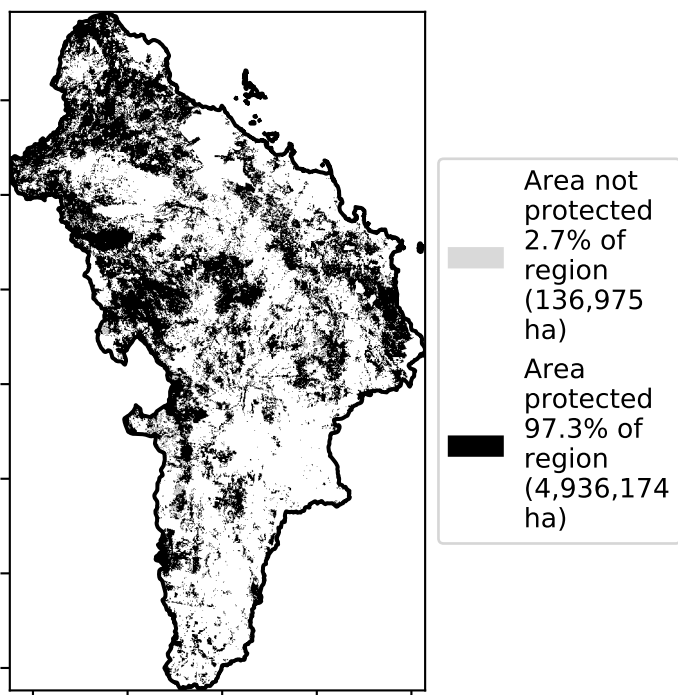 Area not
protected
2.7% of
region
(136,975
ha)
Area
protected
97.3% of
region
(4,936,174
ha)